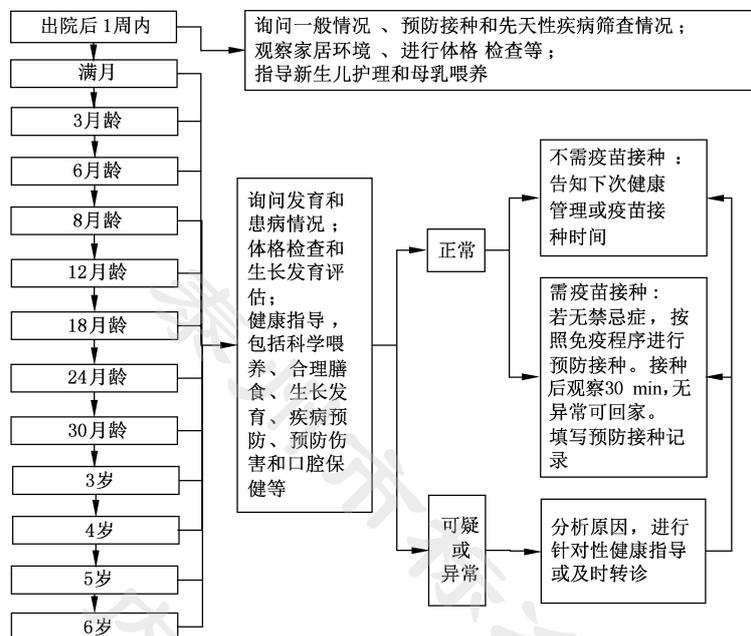 出院后1周内
满月
3月龄
6月龄
8月龄
12月龄
18月龄
24月龄
30月龄
3岁
4岁
5岁
6岁
询问一般情况、预防接种和先天性疾病筛查情况；
观察家居环境、进行体格检查等；
指导新生儿护理和母乳喂养
询问发育和
患病情况；
体格检查和
生长发育评
估；
健康指导，
包括科学喂
养、合理膳
食、生长发
育、疾病预
防、预防伤
害和口腔保
健等
正常
可疑
或
异常
不需疫苗接种：
告知下次健康
管理或疫苗接
种时间
需疫苗接种：
若无禁忌症，按
照免疫程序进行
预防接种。接种
后观察30 min,无
异常可回家。
填写预防接种记
录
分析原因，进行
针对性健康指导
或及时转诊
泰州市标